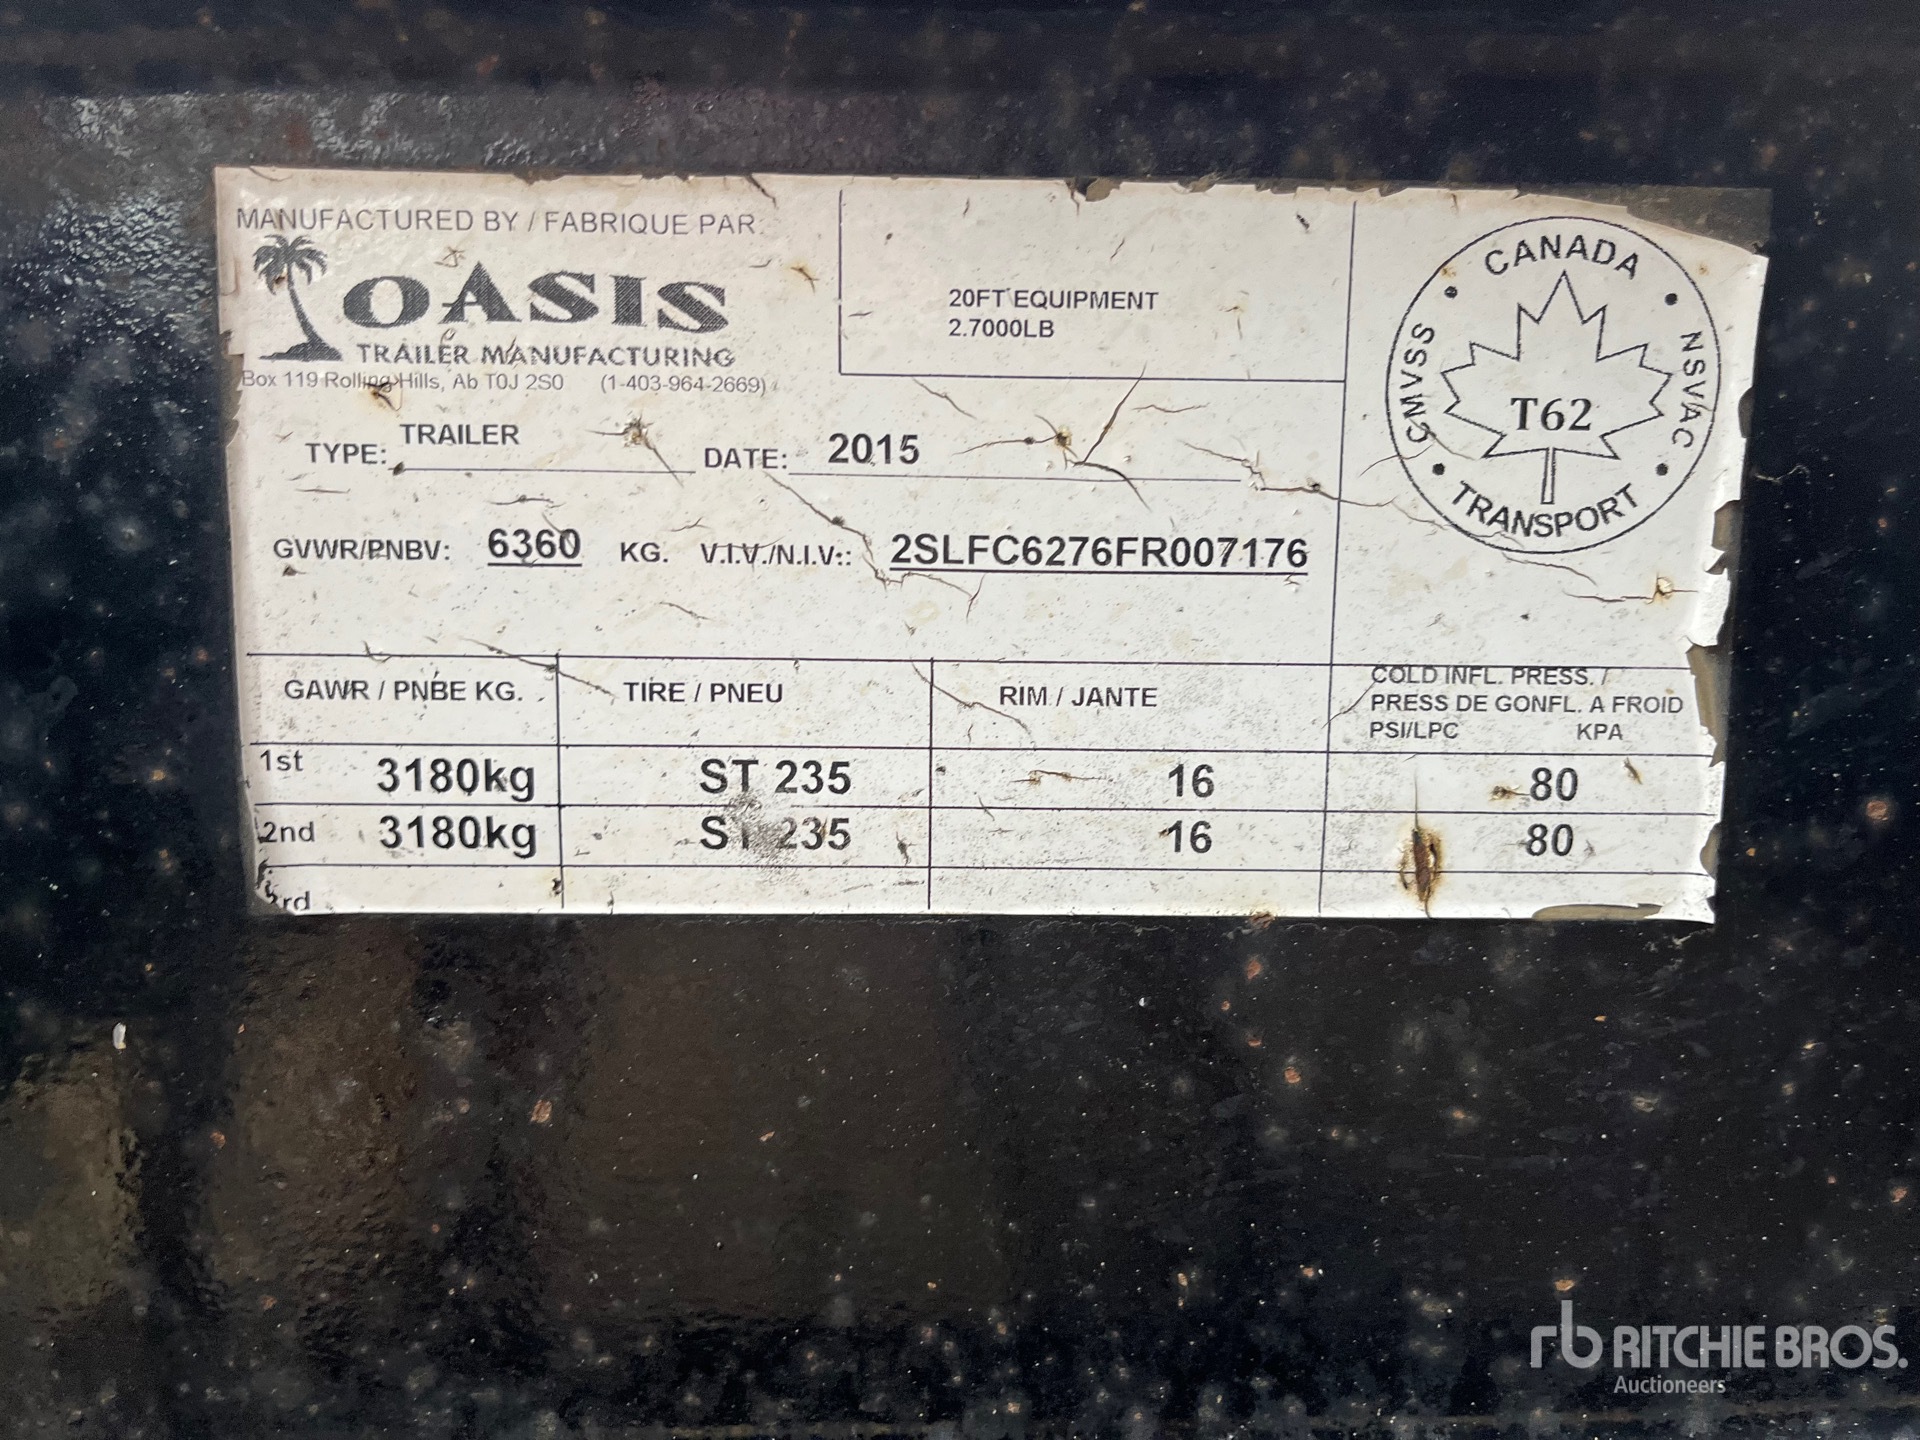 MANUFACTURED BY / FABRIQUE PAR:
OASIS
TRAILER MANUFACTURING
Box 119 Rolling Hills, Ab T0J 2S0 (1-403-964-2669)
20FT EQUIPMENT
2.7000LB
CANADA
CMVSS
NSVAC
T62
TRANSPORT
TYPE: TRAILER DATE: 2015
GVWR/PNBV: 6360 KG. V.I.V./N.I.V:: 2SLFC6276FR007176
GAWR / PNBE KG. TIRE / PNEU RIM / JANTE COLD INFL. PRESS. /
PRESS DE GONFL. A FROID
PSI/LPC KPA
1st 3180kg ST 235 16 80
2nd 3180kg ST 235 16 80
3rd
rb RITCHIE BROS.
Auctioneers